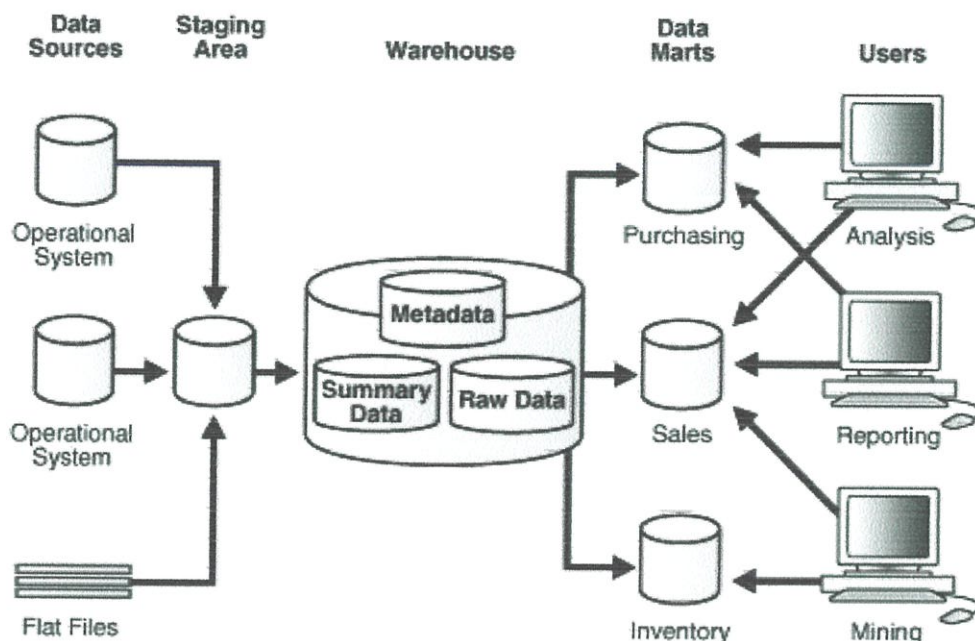 Data
Sources
Staging
Area
Warehouse
Data
Marts
Users
Operational
System
Purchasing
Analysis
Metadata
Summary
Data
Raw Data
Operational
System
Sales
Reporting
Flat Files
Inventory
Mining